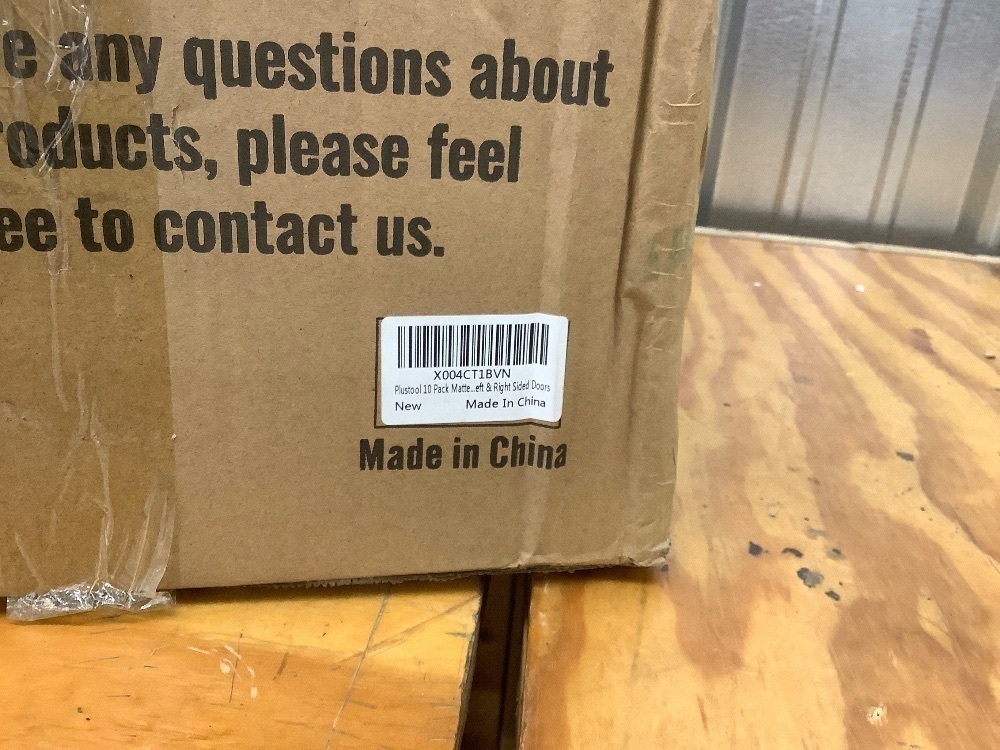 e any questions about
roducts, please feel
ee to contact us.
X004CT1BVN
Plustool 10 Pack Matte...eft & Right Sided Doors
New Made In China
Made in China